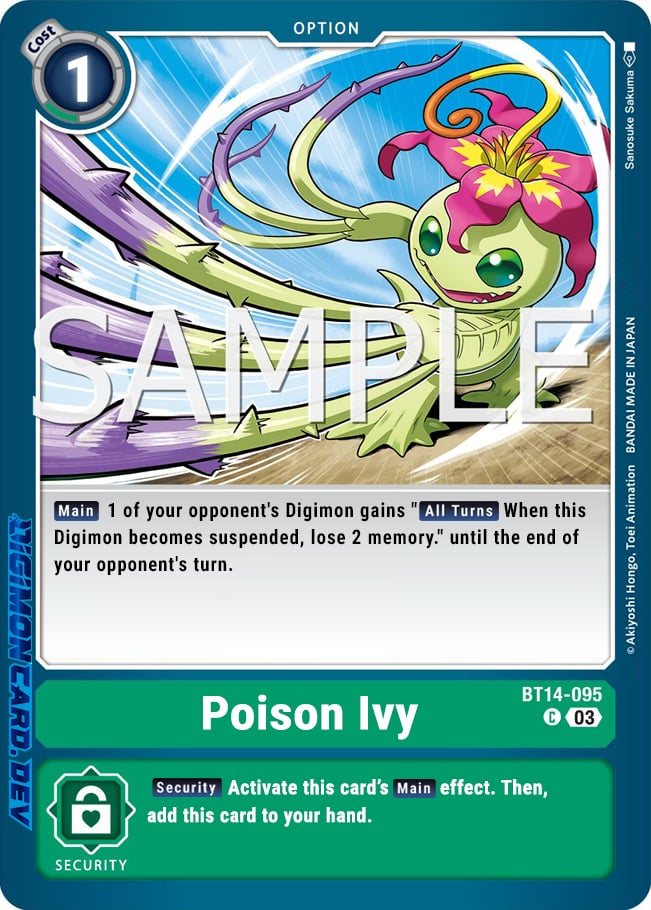 OPTION
Cost
1
Sanosuke Sakuma
SAMPLE
Main 1 of your opponent's Digimon gains "All Turns When this
Digimon becomes suspended, lose 2 memory." until the end of
your opponent's turn.
© Akiyoshi Hongo, Toei Animation BANDAI MADE IN JAPAN
DIGIMONCARD.DEV
Poison Ivy
BT14-095
C 03
Security Activate this card's Main effect. Then,
add this card to your hand.
SECURITY